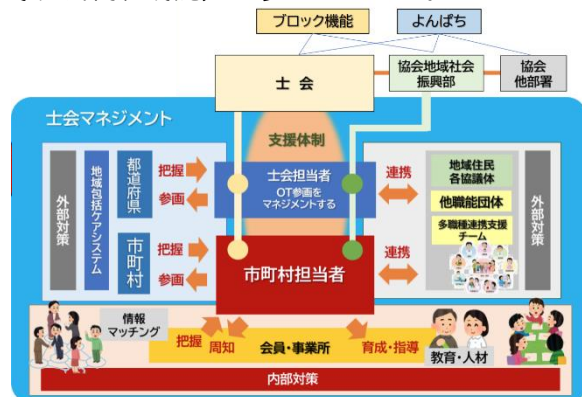 ブロック機能
よんぱち
士 会
協会地域社会
振興部
協会
他部署
士会マネジメント
支援体制
外部対策
地域包括ケアシステム
都道府県
把握
参画
士会担当者
OT参画を
マネジメントする
連携
地域住民
各協議体
他職能団体
多職種連携支援
チーム
外部対策
市町村
把握
参画
市町村担当者
連携
情報
マッチング
把握
周知
会員・事業所
育成・指導
教育・人材
内部対策